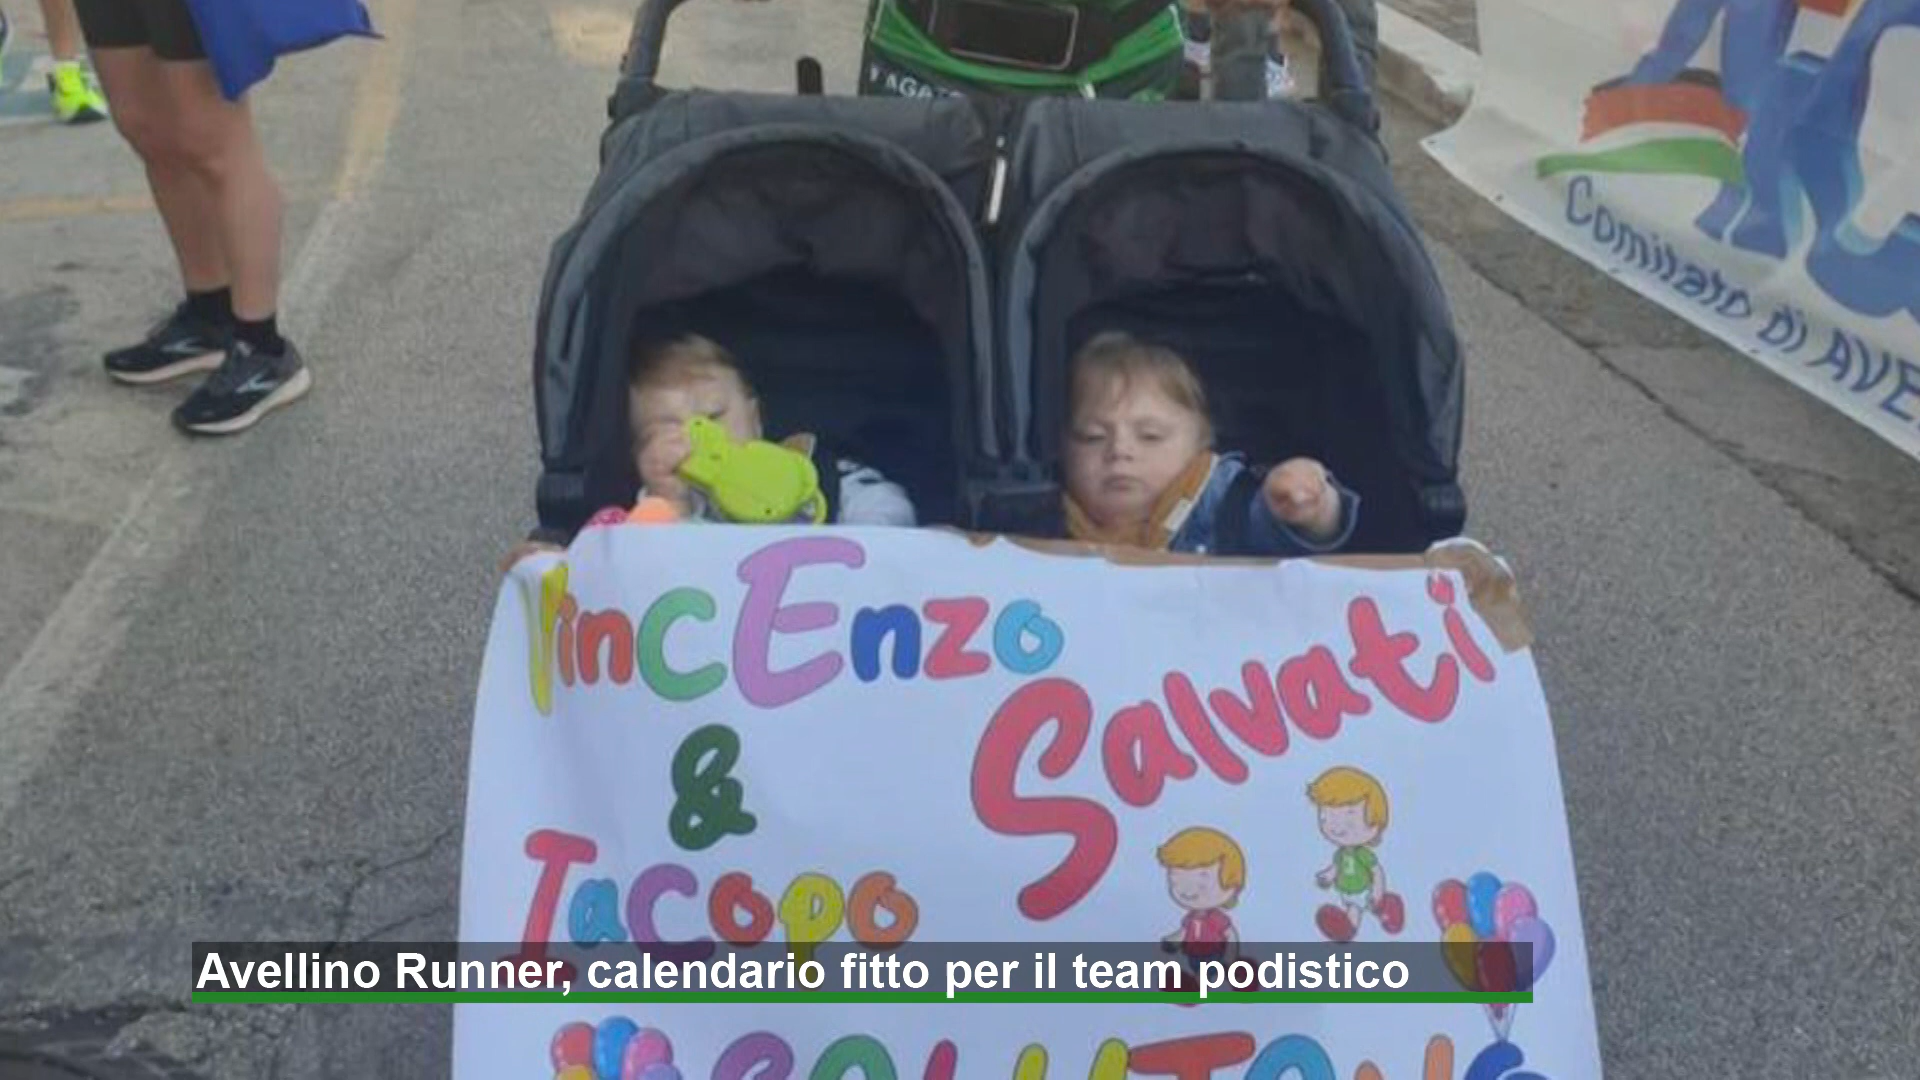 Comitato di AVE
VincEnzo
Salvati
&
Iacopo
Avellino Runner, calendario fitto per il team podistico